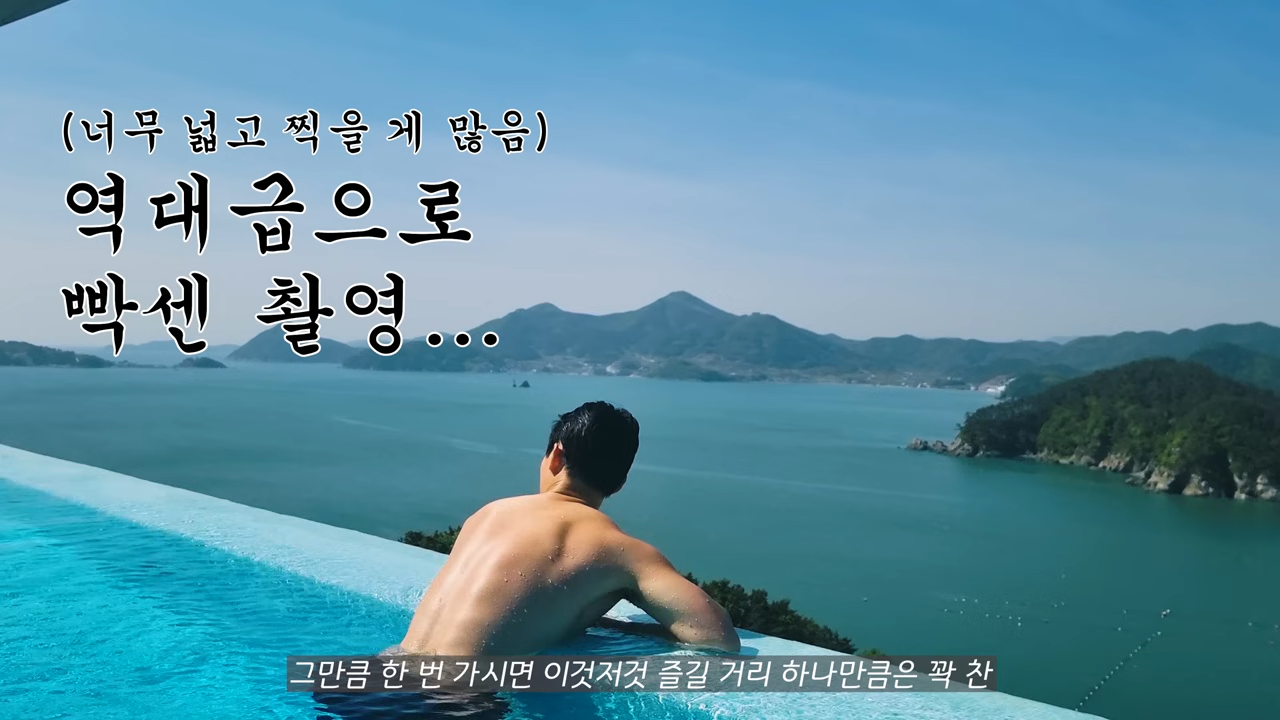 (너무 넓고 찍을 게 많음)
역대급으로
빡센 촬영...
그만큼 한 번 가시면 이것저것 즐길 거리 하나만큼은 꽉 찬